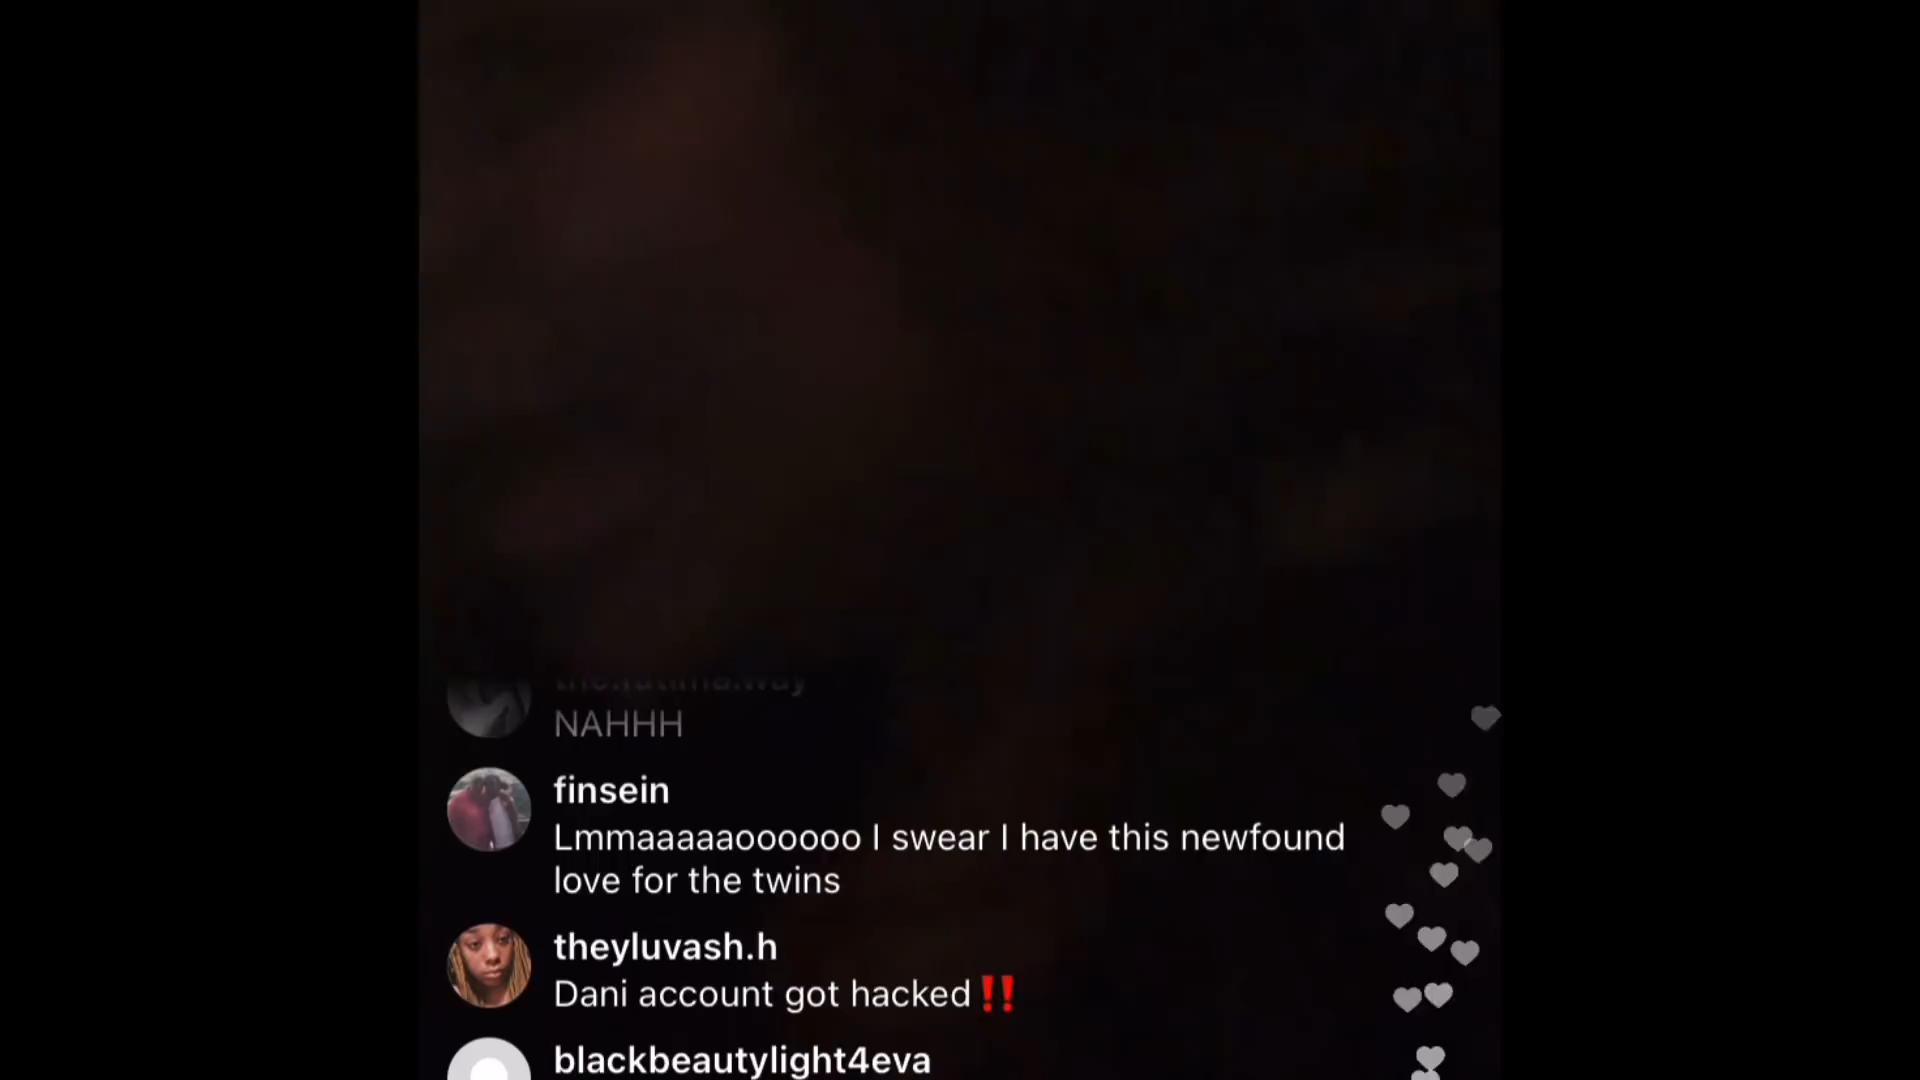 NAHHH
finsein
Lmmaaaaaoooooo I swear I have this newfound
love for the twins
theyluvash.h
Dani account got hacked‼️
blackbeautylight4eva